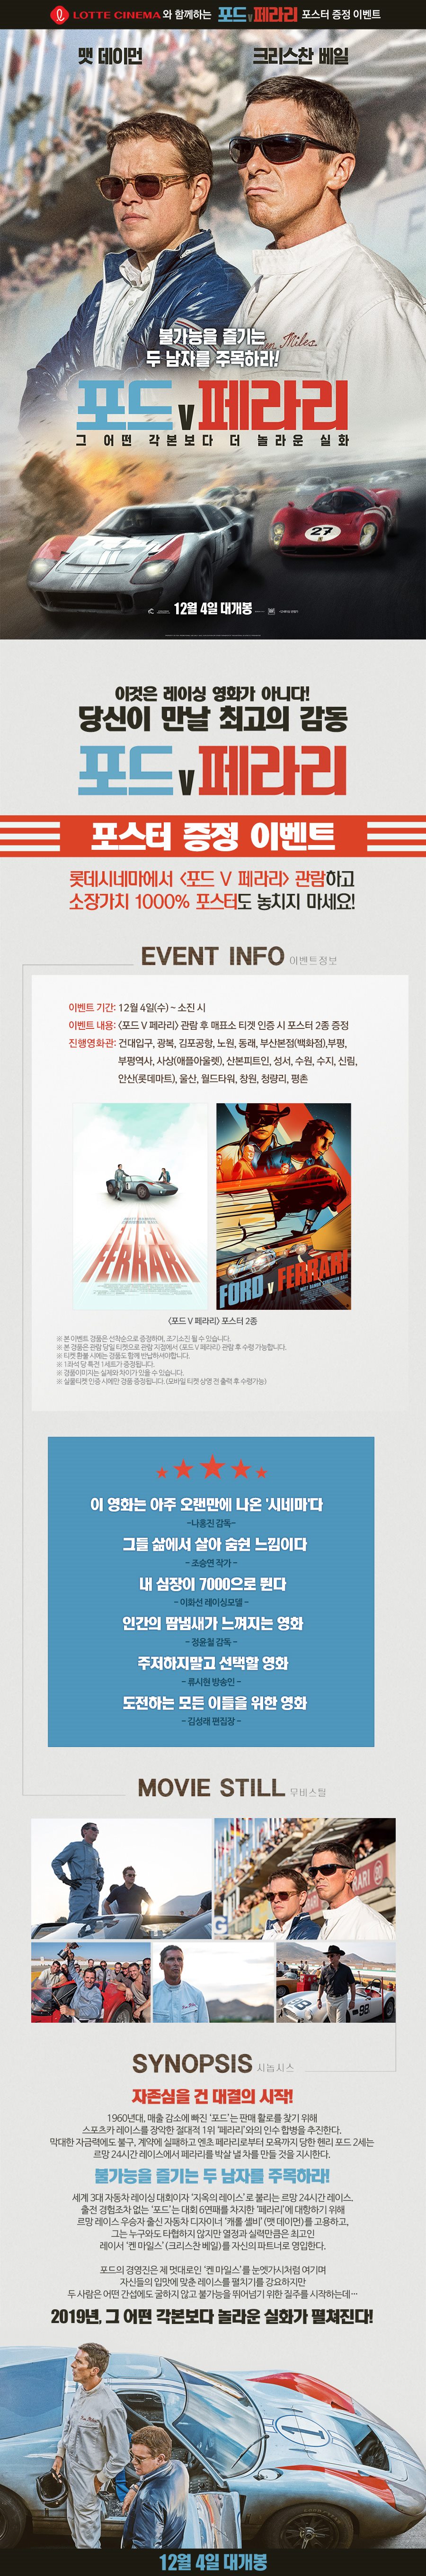 LOTTE CINEMA 와 함께하는 포드 V 페라리 포스터 증정 이벤트
맷 데이먼 크리스찬 베일
불가능을 즐기는
두 남자를 주목하라!
포드 V 페라리
그 어떤 각본보다 더 놀라운 실화
27
12월 4일 대개봉
이것은 레이싱 영화가 아니다!
당신이 만날 최고의 감동
포드 V 페라리
포스터 증정 이벤트
롯데시네마에서 <포드 V 페라리> 관람하고
소장가치 1000% 포스터도 놓치지 마세요!
EVENT INFO 이벤트정보
이벤트 기간: 12월 4일(수) ~ 소진 시
이벤트 내용: <포드 V 페라리> 관람 후 매표소 티켓 인증 시 포스터 2종 증정
진행영화관: 건대입구, 광복, 김포공항, 노원, 동래, 부산본점(백화점),부평,
부평역사, 사상(애플아울렛), 산본피트인, 성서, 수원, 수지, 신림,
안산(롯데마트), 울산, 월드타워, 창원, 청량리, 평촌
FORD V FERRARI
<포드 V 페라리> 포스터 2종
※ 본 이벤트 경품은 선착순으로 증정하며, 조기소진 될 수 있습니다.
※ 본 경품은 관람 당일 티켓으로 관람 지점에서 <포드 V 페라리> 관람 후 수령 가능합니다.
※ 티켓 환불 시에는 경품도 함께 반납하셔야합니다.
※ 1좌석 당 특전 1세트가 증정됩니다.
※ 경품이미지는 실제와 차이가 있을 수 있습니다.
※ 실물티켓 인증 시에만 경품 증정됩니다. (모바일 티켓 상영 전 출력 후 수령가능)
이 영화는 아주 오랜만에 나온 '시네마'다
-나홍진 감독-
그들 삶에서 살아 숨쉰 느낌이다
- 조승연 작가 -
내 심장이 7000으로 뛴다
- 이화선 레이싱모델 -
인간의 땀냄새가 느껴지는 영화
- 정윤철 감독 -
주저하지말고 선택할 영화
- 류시현 방송인 -
도전하는 모든 이들을 위한 영화
- 김성래 편집장 -
MOVIE STILL 무비스틸
98
SYNOPSIS 시놉시스
자존심을 건 대결의 시작!
1960년대, 매출 감소에 빠진 '포드'는 판매 활로를 찾기 위해
스포츠카 레이스를 장악한 절대적 1위 '페라리'와의 인수 합병을 추진한다.
막대한 자금력에도 불구, 계약에 실패하고 엔초 페라리로부터 모욕까지 당한 헨리 포드 2세는
르망 24시간 레이스에서 페라리를 박살 낼 차를 만들 것을 지시한다.
불가능을 즐기는 두 남자를 주목하라!
세계 3대 자동차 레이싱 대회이자 '지옥의 레이스'로 불리는 르망 24시간 레이스.
출전 경험조차 없는 '포드'는 대회 6연패를 차지한 '페라리'에 대항하기 위해
르망 레이스 우승자 출신 자동차 디자이너 '캐롤 셸비' (맷 데이먼)를 고용하고,
그는 누구와도 타협하지 않지만 열정과 실력만큼은 최고인
레이서 '켄 마일스' (크리스찬 베일)를 자신의 파트너로 영입한다.
포드의 경영진은 제 멋대로인 '켄 마일스'를 눈엣가시처럼 여기며
자신들의 입맛에 맞춘 레이스를 펼치기를 강요하지만
두 사람은 어떤 간섭에도 굴하지 않고 불가능을 뛰어넘기 위한 질주를 시작하는데…
2019년, 그 어떤 각본보다 놀라운 실화가 펼쳐진다!
1
12월 4일 대개봉